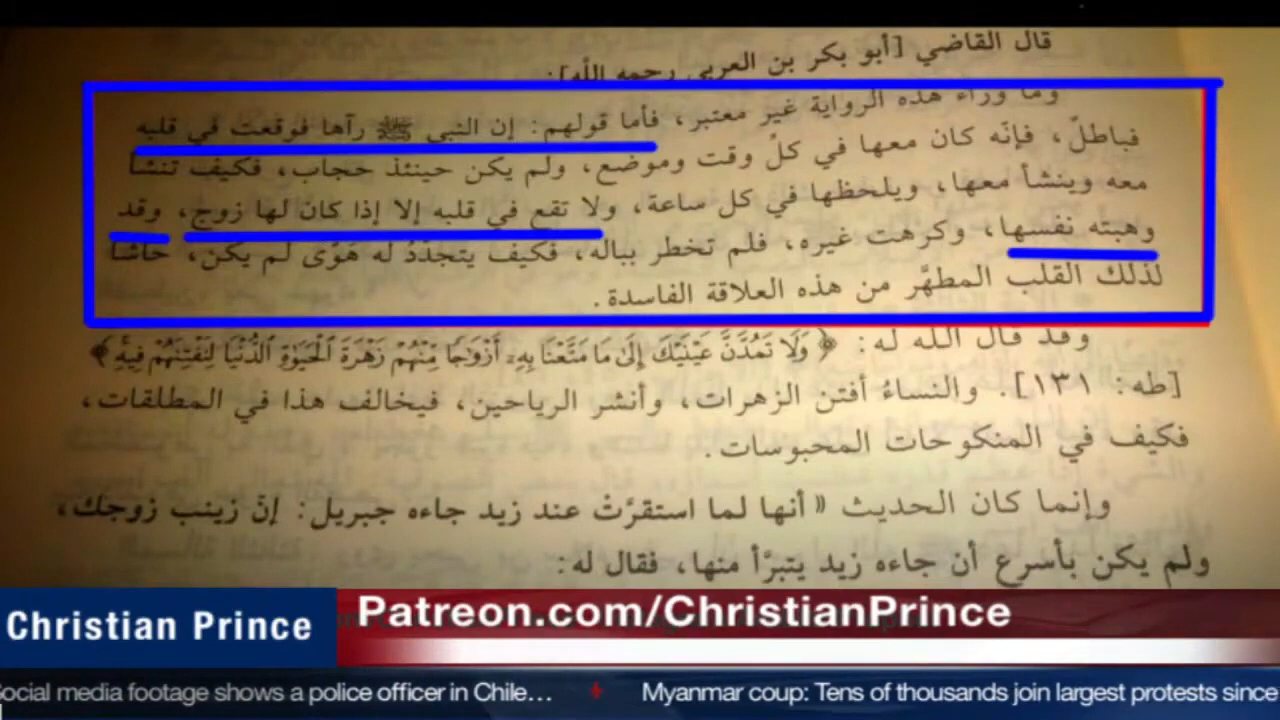 قال القاضي [أبو بكر بن العربي رحمه الله]:
وما وراء هذه الرواية غير معتبر، فأما قولهم: إن النبي ﷺ رآها فوقعت في قلبه
فباطلٌ، فإنّه كان معها في كلِّ وقت وموضع، ولم يكن حينئذ حجاب، فكيف تنشأ
معه وينشأ معها، ويلحظها في كل ساعة، ولا تقع في قلبه إلا إذا كان لها زوج، وقد
وهبته نفسها، وكرهت غيره، فلم تخطر بباله، فكيف يتجدّدُ له هوًى لم يكن، حاشا
لذلك القلب المطهَّر من هذه العلاقة الفاسدة.
وقد قال الله له: ﴿وَلَا تَمُدَّنَّ عَيْنَيْكَ إِلَىٰ مَا مَتَّعْنَا بِهِۦٓ أَزْوَٰجًا مِّنْهُمْ زَهْرَةَ ٱلْحَيَوٰةِ ٱلدُّنْيَا لِنَفْتِنَهُمْ فِيهِ﴾
[طه: ١٣١]. والنساءُ أفتن الزهرات، وأنشر الرياحين، فيخالف هذا في المطلقات،
فكيف في المنكوحات المحبوسات.
وإنما كان الحديث «أنها لما استقرَّتْ عند زيد جاءه جبريل: إنّ زينب زوجك،
ولم يكن بأسرع أن جاءه زيد يتبرَّأ منها، فقال له:
Christian Prince
Patreon.com/ChristianPrince
ocial media footage shows a police officer in Chile... Myanmar coup: Tens of thousands join largest protests since